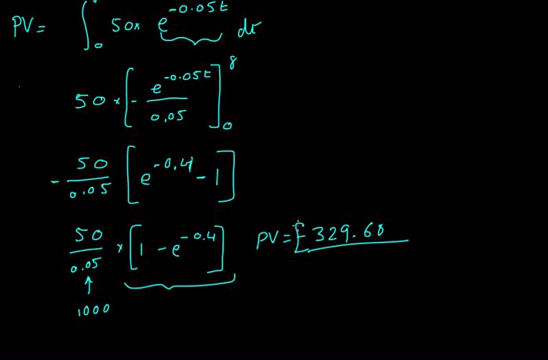 PV = ∫₀ 50 × e^-0.05t dt
50 × [- e^-0.05t / 0.05]₀⁸
- 50/0.05 [e^-0.4 - 1]
50/0.05 × [1 - e^-0.4] PV = £329.68
↑
1000